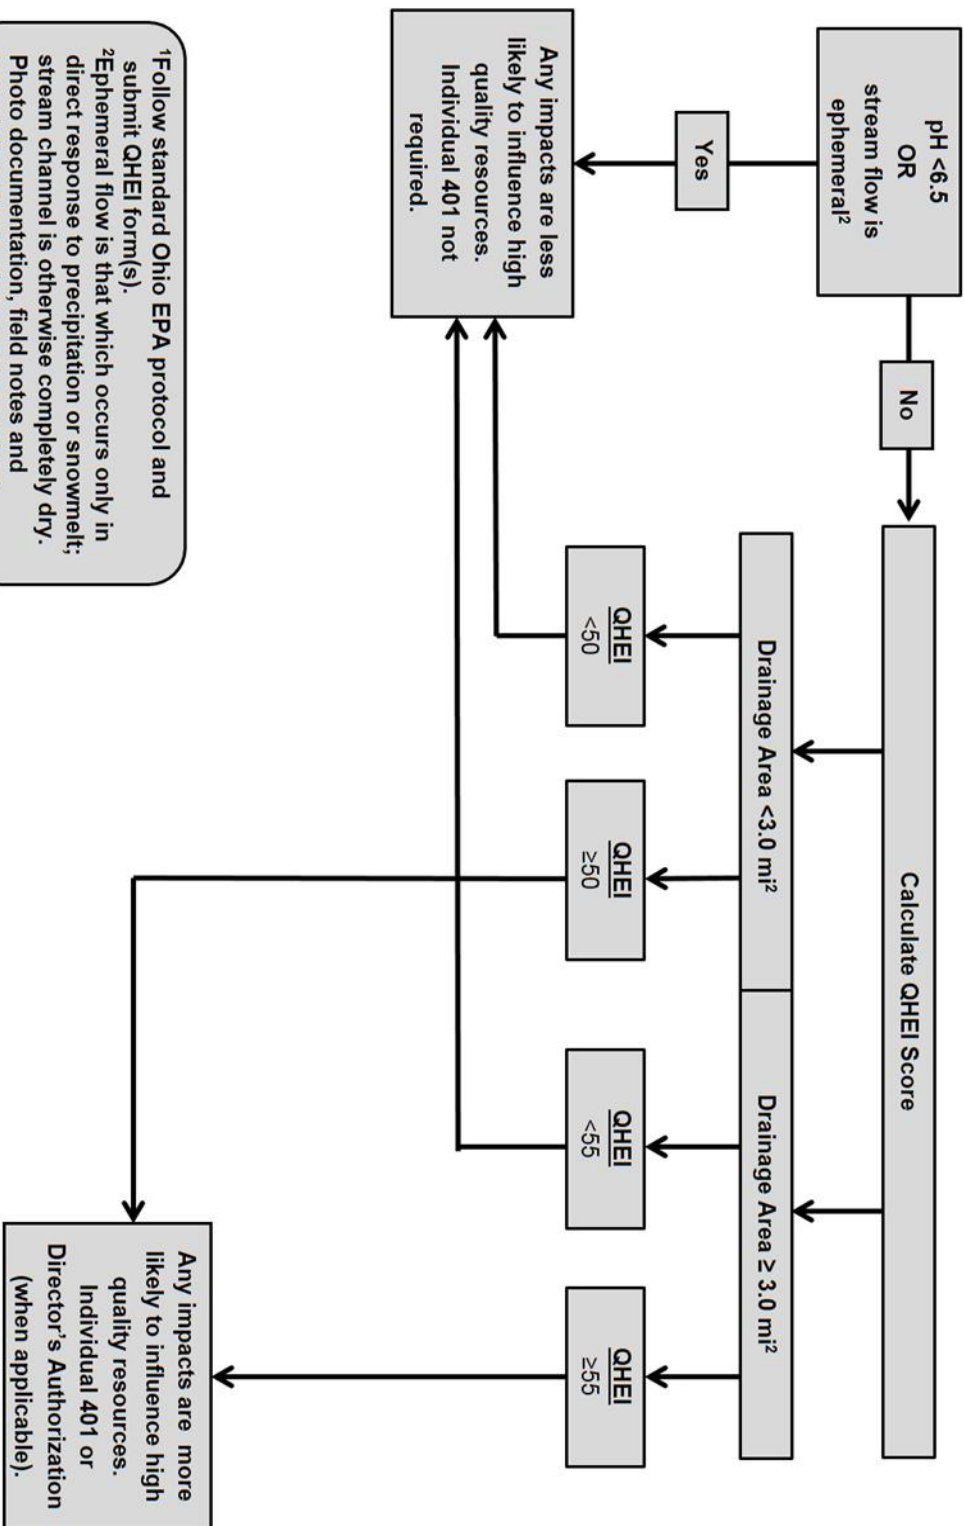 pH <6.5
OR
stream flow is
ephemeral²
No
Calculate QHEI Score
Yes
Drainage Area <3.0 mi²
Drainage Area ≥ 3.0 mi²
QHEI
<50
QHEI
≥50
QHEI
<55
QHEI
≥55
Any impacts are less
likely to influence high
quality resources.
Individual 401 not
required.
Any impacts are more
likely to influence high
quality resources.
Individual 401 or
Director's Authorization
(when applicable).
¹Follow standard Ohio EPA protocol and
submit QHEI form(s).
²Ephemeral flow is that which occurs only in
direct response to precipitation or snowmelt;
stream channel is otherwise completely dry.
Photo documentation, field notes and